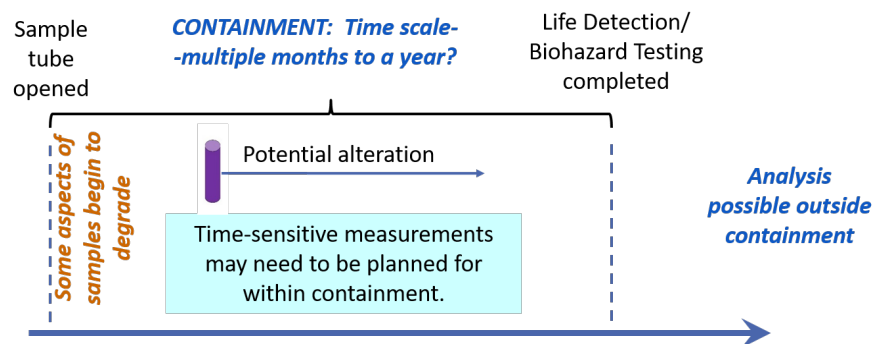 Sample
tube
opened
CONTAINMENT:  Time scale-
-multiple months to a year?
Life Detection/
Biohazard Testing
completed
Some aspects of
samples begin to
degrade
Potential alteration
Time-sensitive measurements
may need to be planned for
within containment.
Analysis
possible outside
containment